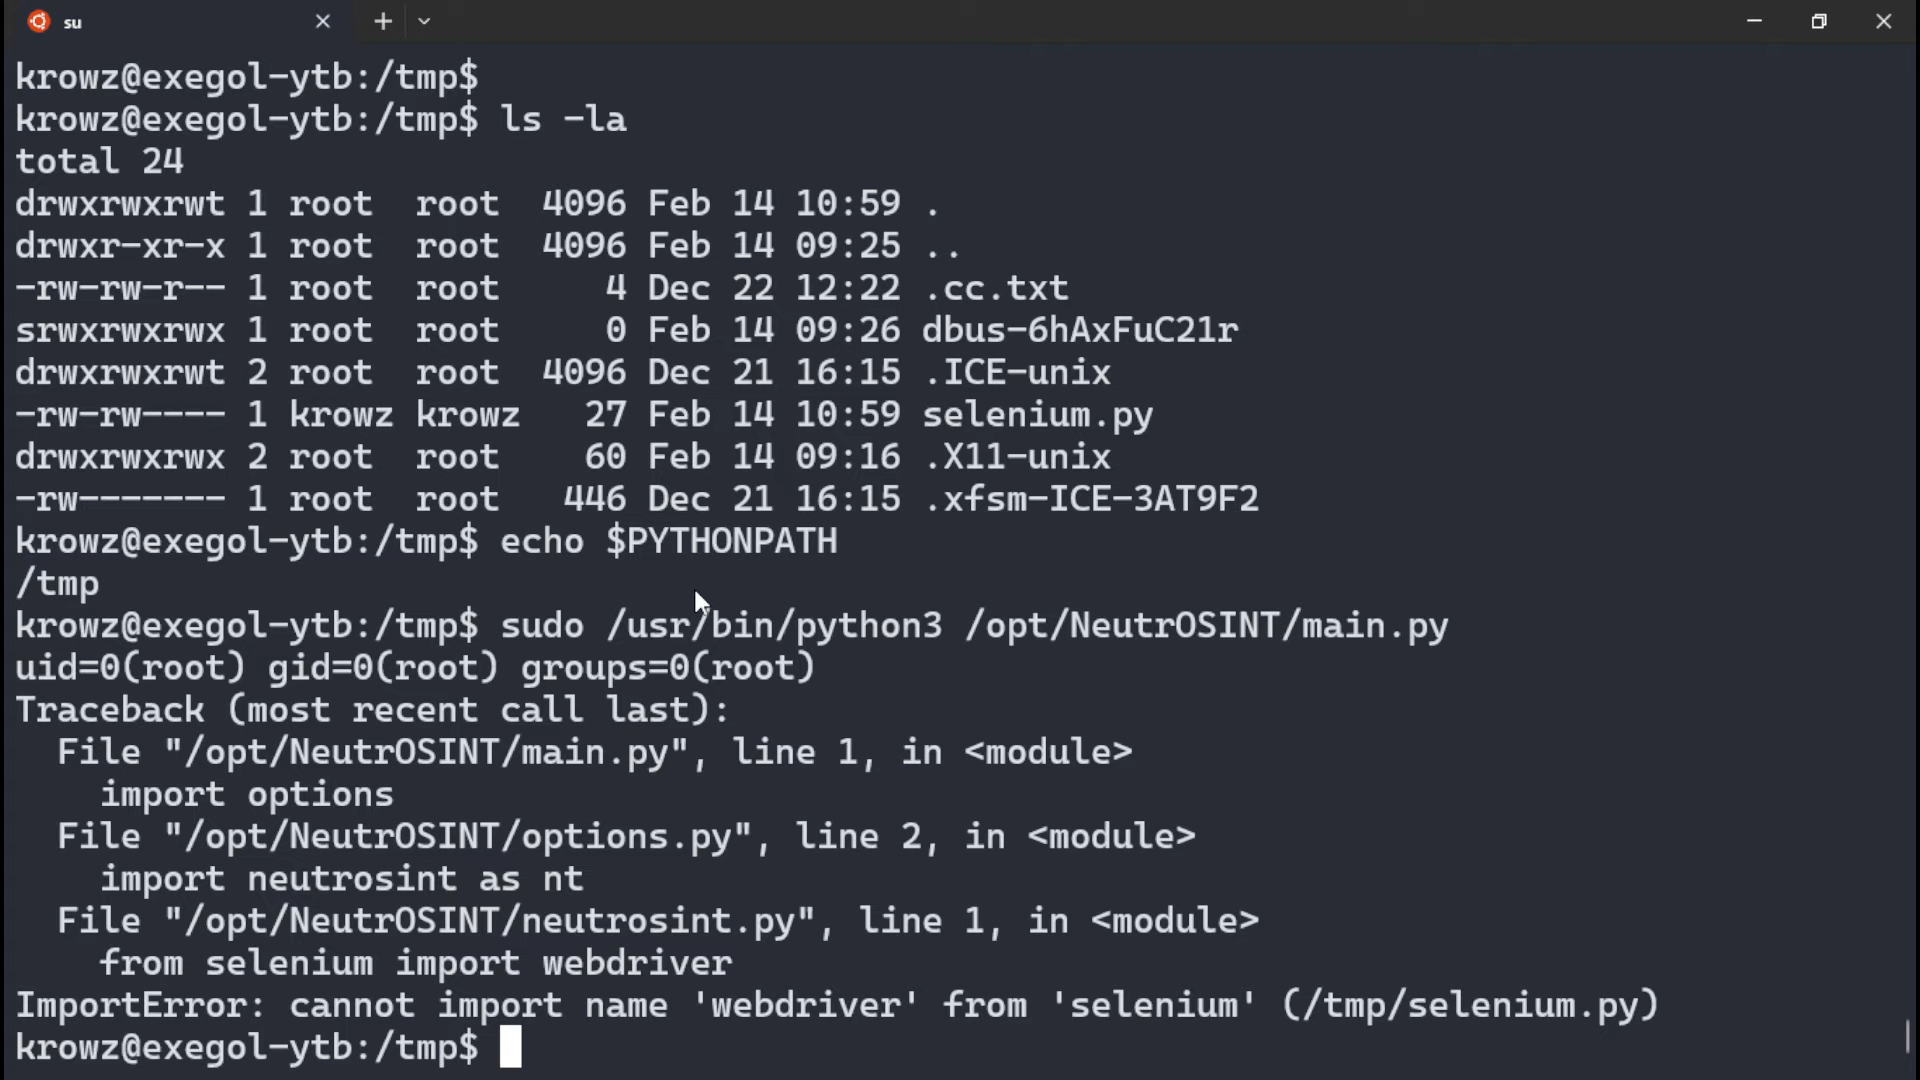 su
krowz@exegol-ytb:/tmp$
krowz@exegol-ytb:/tmp$ ls -la
total 24
drwxrwxrwt 1 root  root  4096 Feb 14 10:59 .
drwxr-xr-x 1 root  root  4096 Feb 14 09:25 ..
-rw-rw-r-- 1 root  root     4 Dec 22 12:22 .cc.txt
srwxrwxrwx 1 root  root     0 Feb 14 09:26 dbus-6hAxFuC21r
drwxrwxrwt 2 root  root  4096 Dec 21 16:15 .ICE-unix
-rw-rw---- 1 krowz krowz   27 Feb 14 10:59 selenium.py
drwxrwxrwx 2 root  root    60 Feb 14 09:16 .X11-unix
-rw------- 1 root  root   446 Dec 21 16:15 .xfsm-ICE-3AT9F2
krowz@exegol-ytb:/tmp$ echo $PYTHONPATH
/tmp
krowz@exegol-ytb:/tmp$ sudo /usr/bin/python3 /opt/NeutrOSINT/main.py
uid=0(root) gid=0(root) groups=0(root)
Traceback (most recent call last):
  File "/opt/NeutrOSINT/main.py", line 1, in <module>
    import options
  File "/opt/NeutrOSINT/options.py", line 2, in <module>
    import neutrosint as nt
  File "/opt/NeutrOSINT/neutrosint.py", line 1, in <module>
    from selenium import webdriver
ImportError: cannot import name 'webdriver' from 'selenium' (/tmp/selenium.py)
krowz@exegol-ytb:/tmp$